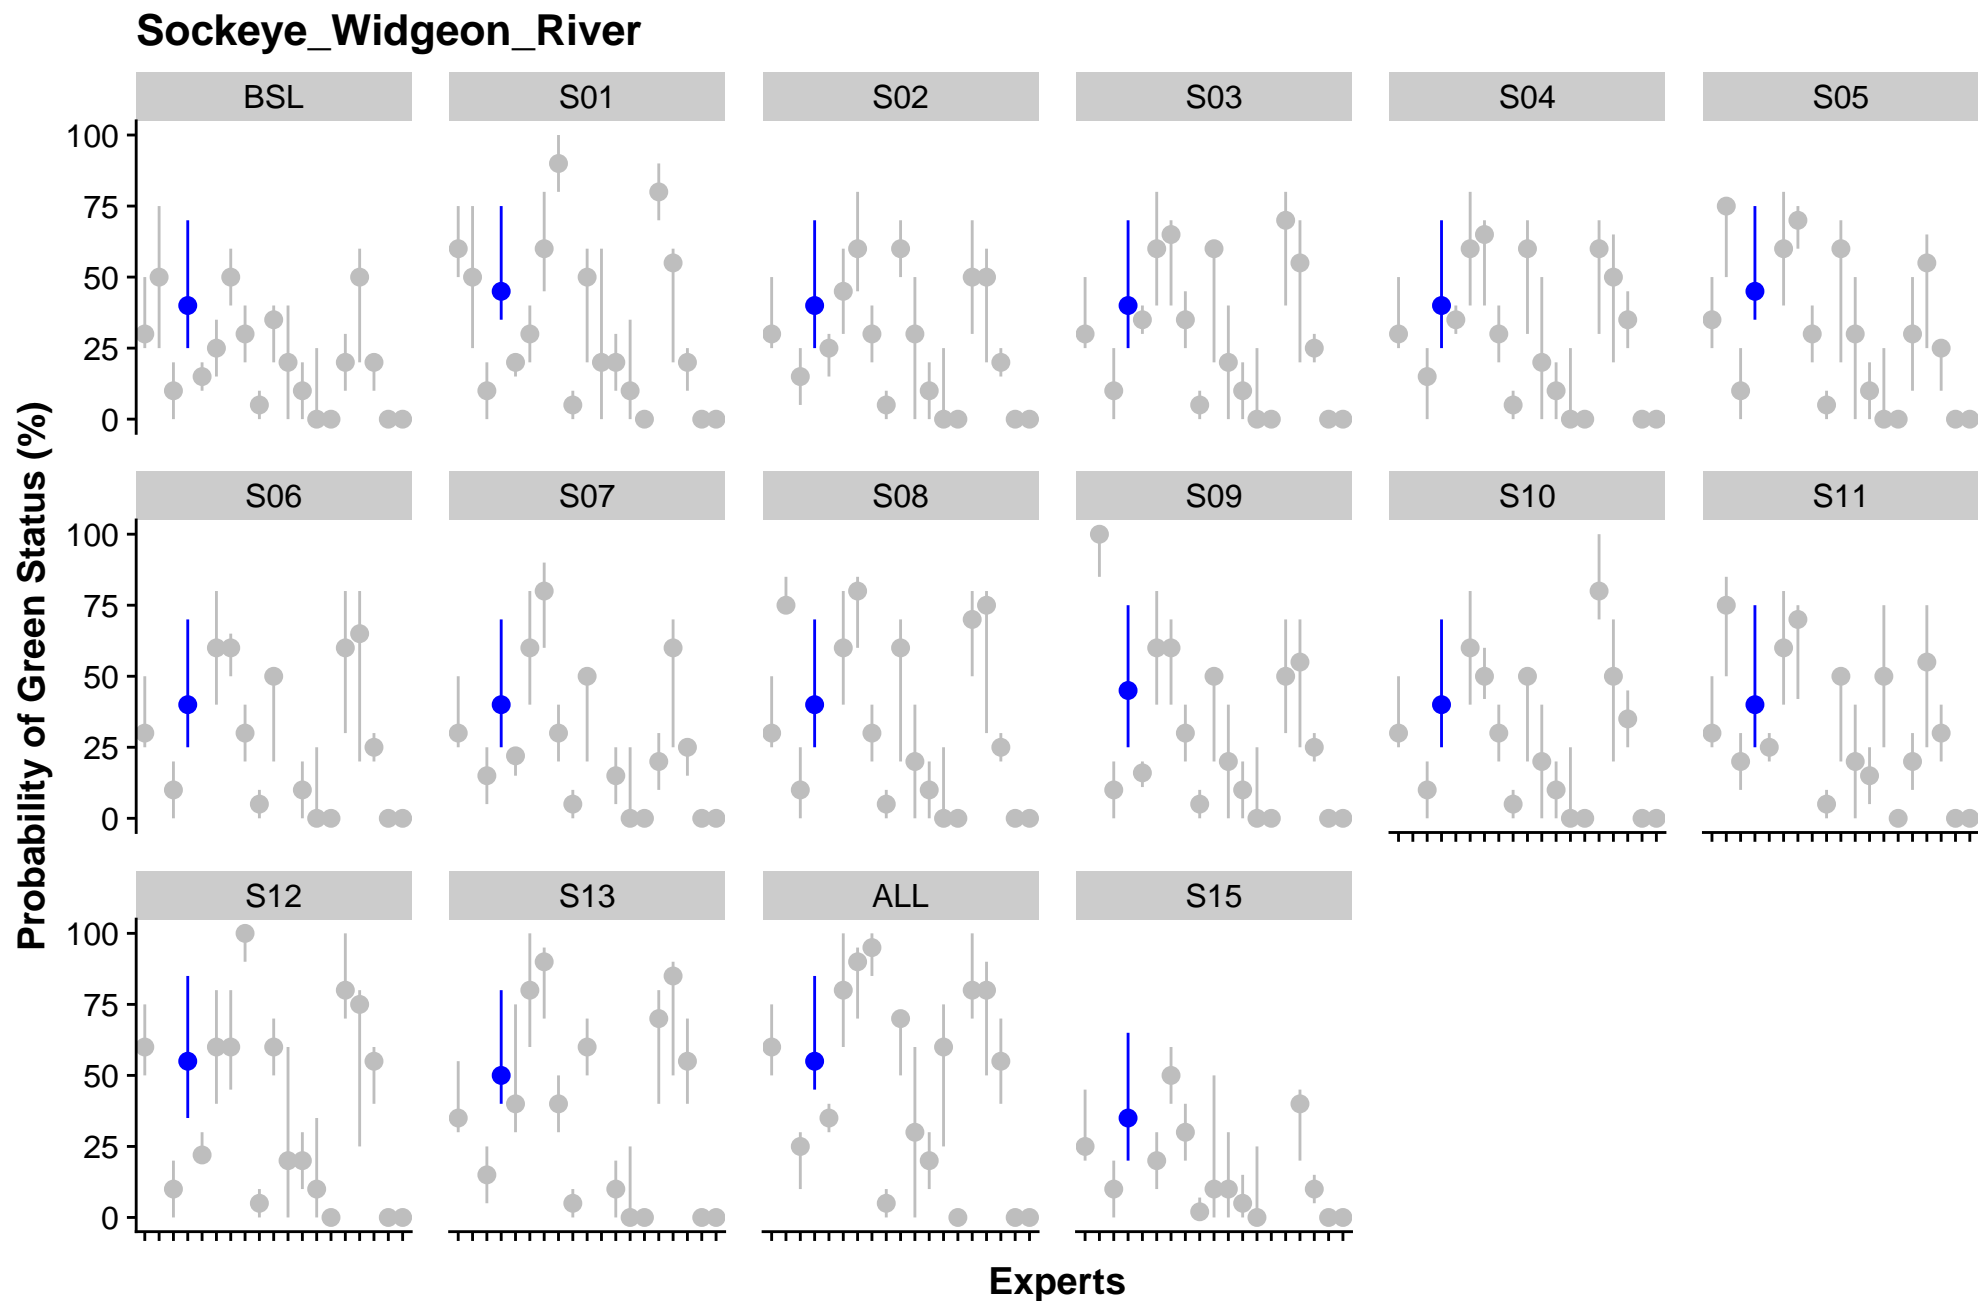 Sockeye_Widgeon_River
BSL S01 S02 S03 S04 S05
100
75
50
25
0
S06 S07 S08 S09 S10 S11
100
75
50
25
0
S12 S13 ALL S15
100
75
50
25
0
Probability of Green Status (%)
Experts